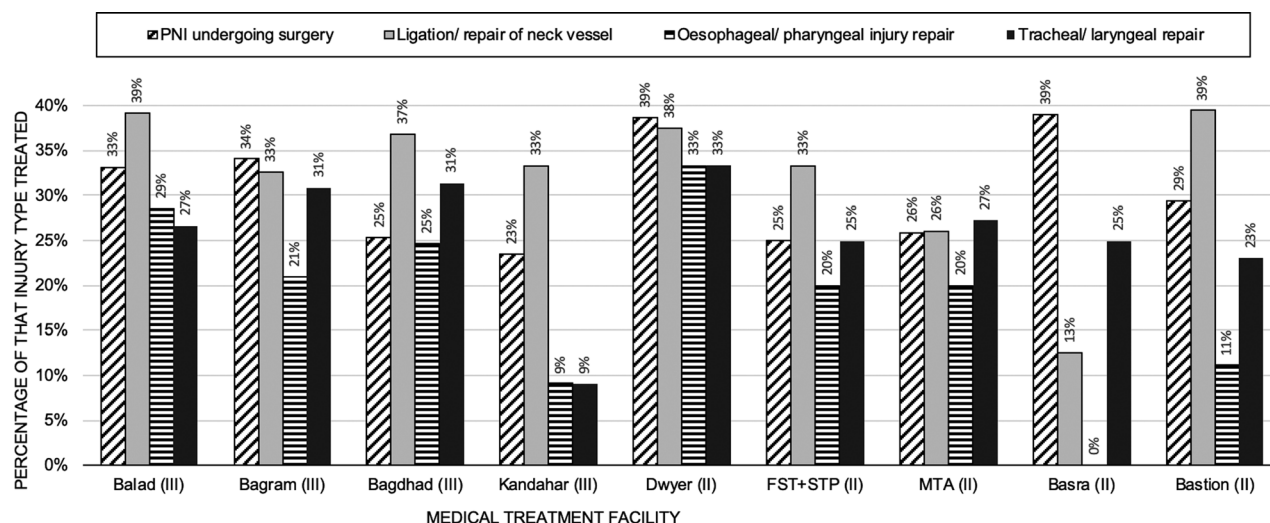 PNI undergoing surgery Ligation/ repair of neck vessel Oesophageal/ pharyngeal injury repair Tracheal/ laryngeal repair
PERCENTAGE OF THAT INJURY TYPE TREATED
40%
35%
30%
25%
20%
15%
10%
5%
0%
33% 39% 29% 27%
34% 33% 21% 31%
25% 37% 25% 31%
23% 33% 9% 9%
39% 38% 33% 33%
25% 33% 20% 25%
26% 26% 20% 27%
39% 13% 0% 25%
29% 39% 11% 23%
Balad (III) Bagram (III) Bagdhad (III) Kandahar (III) Dwyer (II) FST+STP (II) MTA (II) Basra (II) Bastion (II)
MEDICAL TREATMENT FACILITY